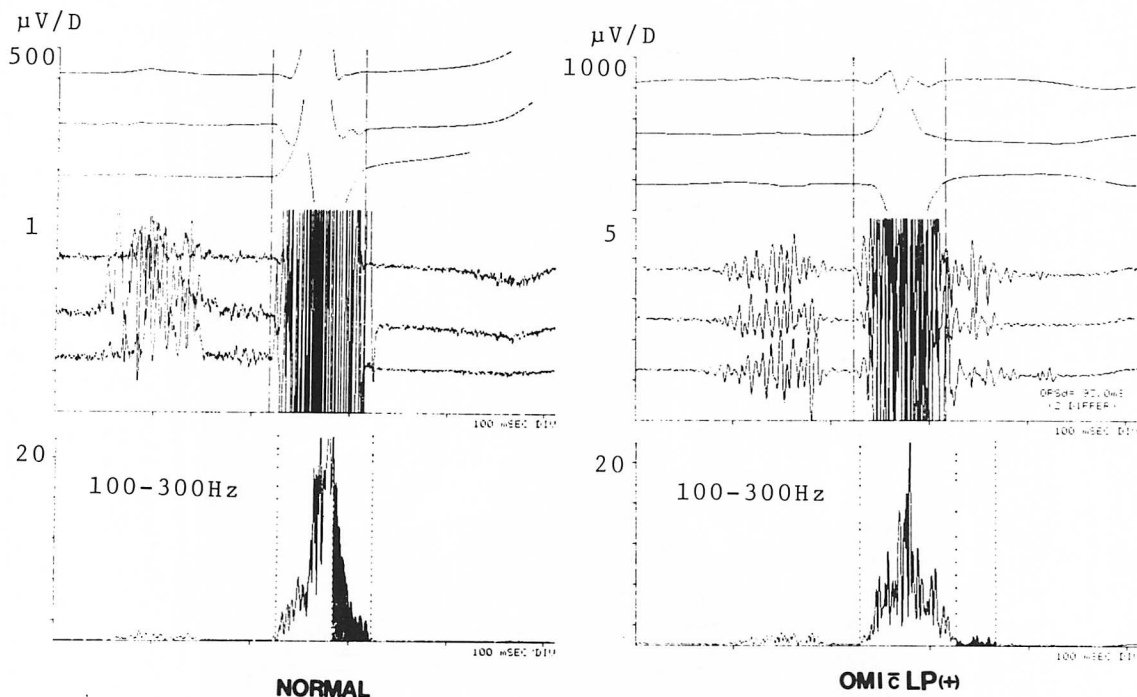 μV/D
500
1
100 mSEC DIV
20
100-300Hz
100 mSEC DIV
NORMAL
μV/D
1000
5
100 mSEC DIV
20
100-300Hz
100 mSEC DIV
OMI c̄ LP(+)